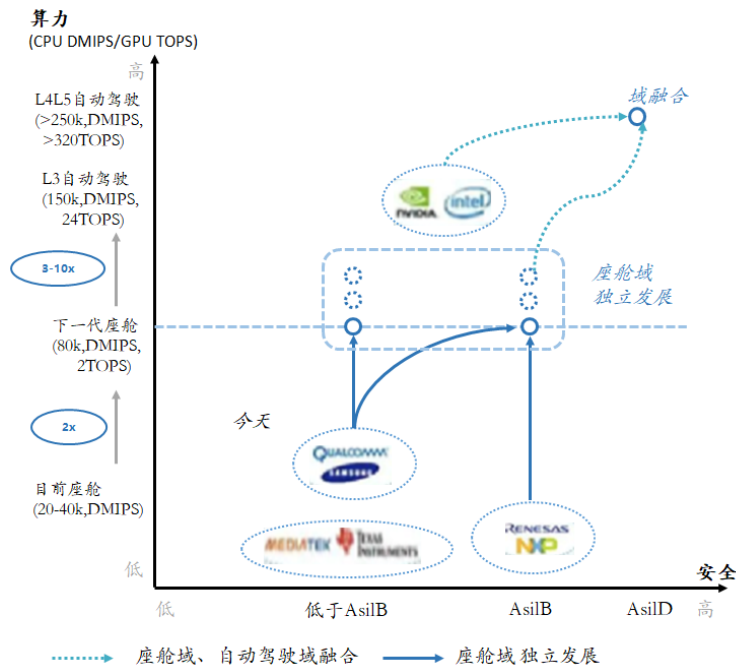 算力
(CPU DMIPS/GPU TOPS)
高
L4L5自动驾驶
(>250k,DMIPS,
>320TOPS)
域融合
L3自动驾驶
(150k,DMIPS,
24TOPS)
NVIDIA
intel
3-10x
座舱域
独立发展
下一代座舱
(80k,DMIPS,
2TOPS)
今天
2x
QUALCOMM
SAMSUNG
目前座舱
(20-40k,DMIPS)
MEDIATEK
TEXAS
INSTRUMENTS
RENESAS
NXP
低
安全
低
低于AsilB
AsilB
AsilD
高
座舱域、自动驾驶域融合
座舱域独立发展